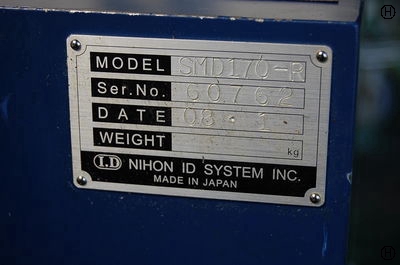 MODEL SMD170-R
Ser.No. 60762
DATE 08.1
WEIGHT kg
I.D NIHON ID SYSTEM INC.
MADE IN JAPAN
H
H